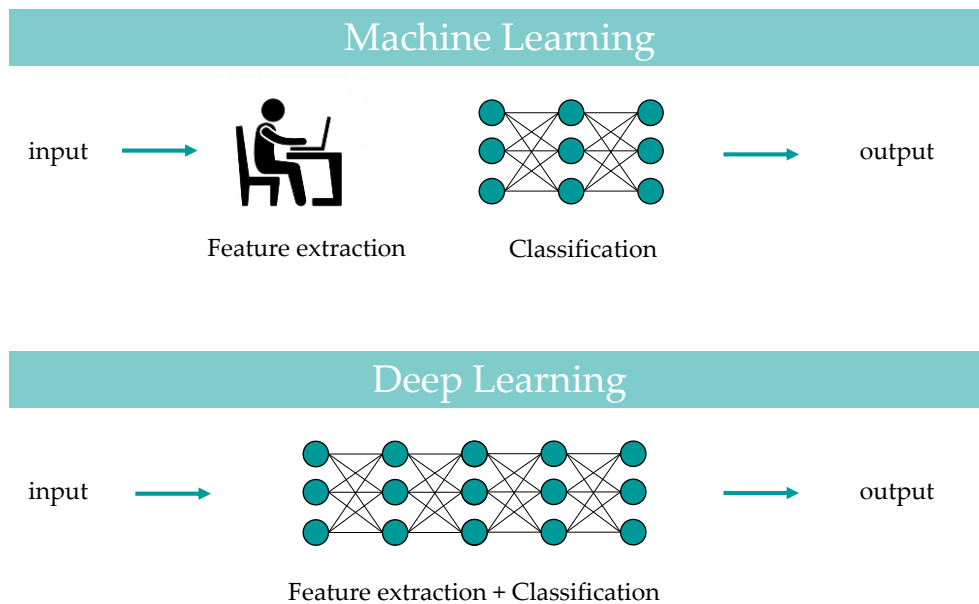 Machine Learning
input
output
Feature extraction
Classification
Deep Learning
input
output
Feature extraction + Classification